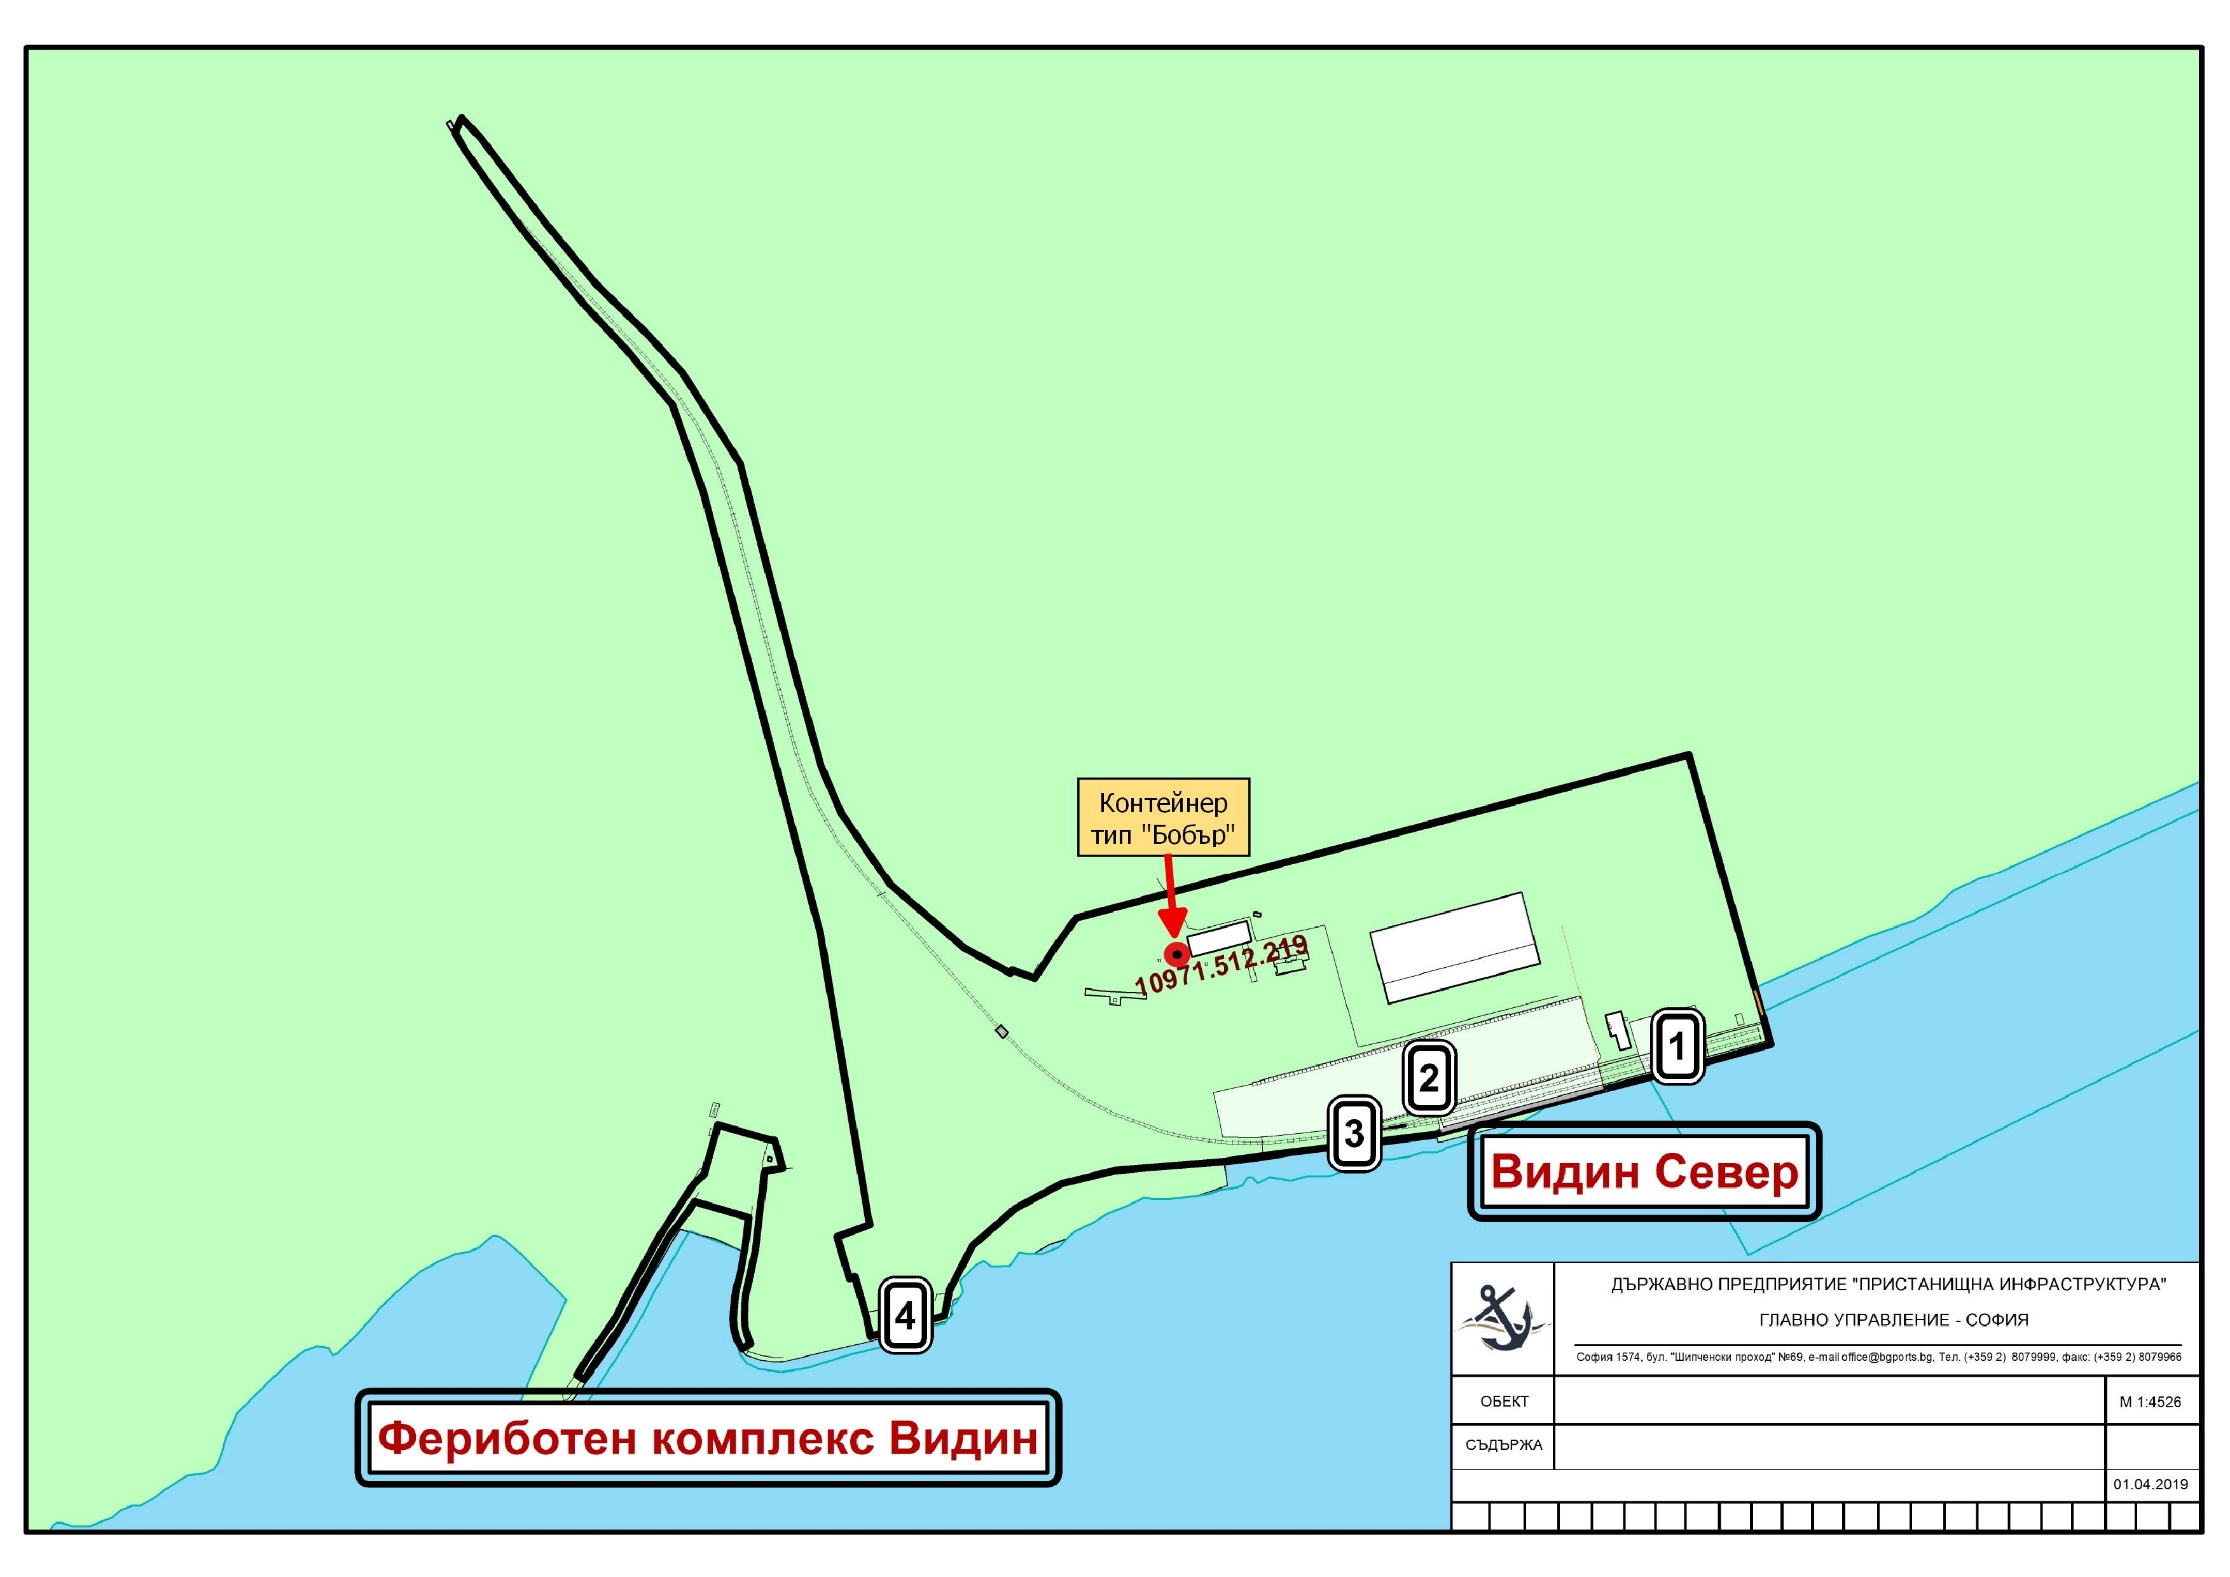 Контейнер
тип "Бобър"
10971.512.219
1
2
3
Видин Север
4
Фериботен комплекс Видин
ДЪРЖАВНО ПРЕДПРИЯТИЕ "ПРИСТАНИЩНА ИНФРАСТРУКТУРА"
ГЛАВНО УПРАВЛЕНИЕ - СОФИЯ
София 1574, бул. "Шипченски проход" №69, e-mail office@bgports.bg, Тел. (+359 2) 8079999, факс: (+359 2) 8079966
ОБЕКТ
М 1:4526
СЪДЪРЖА
01.04.2019